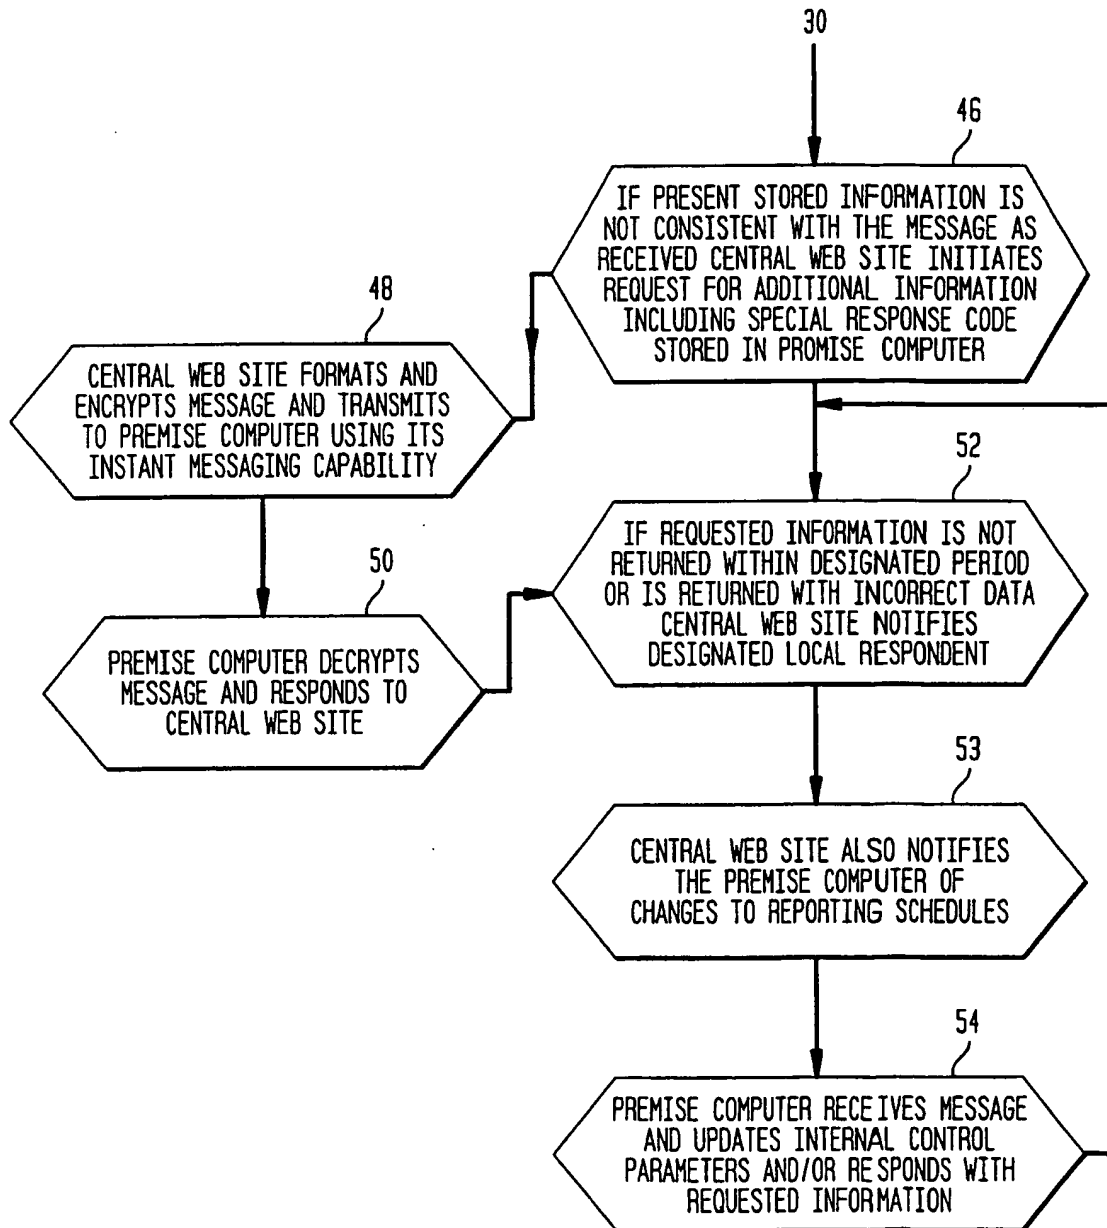 30
46
IF PRESENT STORED INFORMATION IS
NOT CONSISTENT WITH THE MESSAGE AS
RECEIVED CENTRAL WEB SITE INITIATES
REQUEST FOR ADDITIONAL INFORMATION
INCLUDING SPECIAL RESPONSE CODE
STORED IN PROMISE COMPUTER
48
CENTRAL WEB SITE FORMATS AND
ENCRYPTS MESSAGE AND TRANSMITS
TO PREMISE COMPUTER USING ITS
INSTANT MESSAGING CAPABILITY
50
PREMISE COMPUTER DECRYPTS
MESSAGE AND RESPONDS TO
CENTRAL WEB SITE
52
IF REQUESTED INFORMATION IS NOT
RETURNED WITHIN DESIGNATED PERIOD
OR IS RETURNED WITH INCORRECT DATA
CENTRAL WEB SITE NOTIFIES
DESIGNATED LOCAL RESPONDENT
53
CENTRAL WEB SITE ALSO NOTIFIES
THE PREMISE COMPUTER OF
CHANGES TO REPORTING SCHEDULES
54
PREMISE COMPUTER RECEIVES MESSAGE
AND UPDATES INTERNAL CONTROL
PARAMETERS AND/OR RESPONDS WITH
REQUESTED INFORMATION